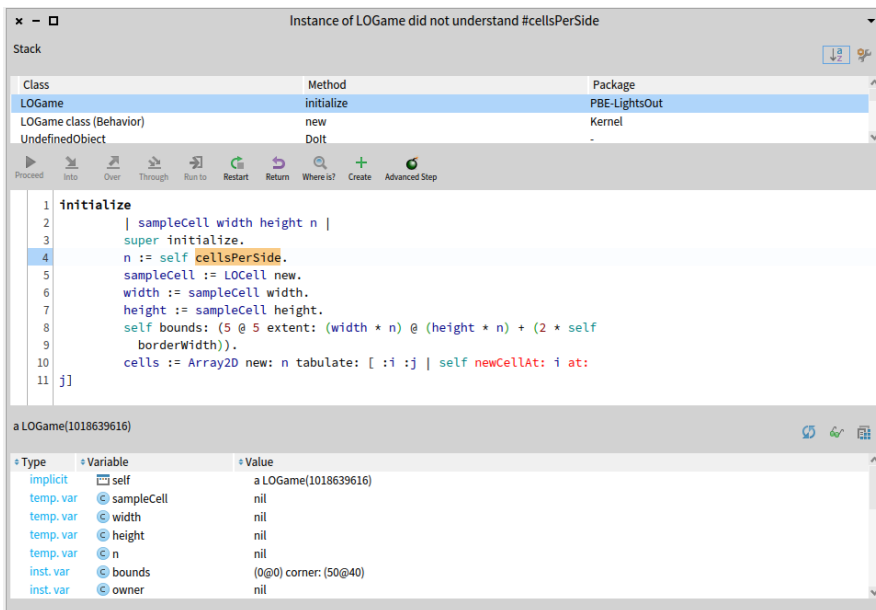 Instance of LOGame did not understand #cellsPerSide
Stack
Class Method Package
LOGame initialize PBE-LightsOut
LOGame class (Behavior) new Kernel
UndefinedObject DoIt -
Proceed Into Over Through Run to Restart Return Where is? Create Advanced Step
1 initialize
2 | sampleCell width height n |
3 super initialize.
4 n := self cellsPerSide.
5 sampleCell := LOCell new.
6 width := sampleCell width.
7 height := sampleCell height.
8 self bounds: (5 @ 5 extent: (width * n) @ (height * n) + (2 * self
9 borderWidth)).
10 cells := Array2D new: n tabulate: [ :i :j | self newCellAt: i at:
11 j]
a LOGame(1018639616)
Type Variable Value
implicit self a LOGame(1018639616)
temp. var C sampleCell nil
temp. var C width nil
temp. var C height nil
temp. var C n nil
inst. var C bounds (0@0) corner: (50@40)
inst. var C owner nil